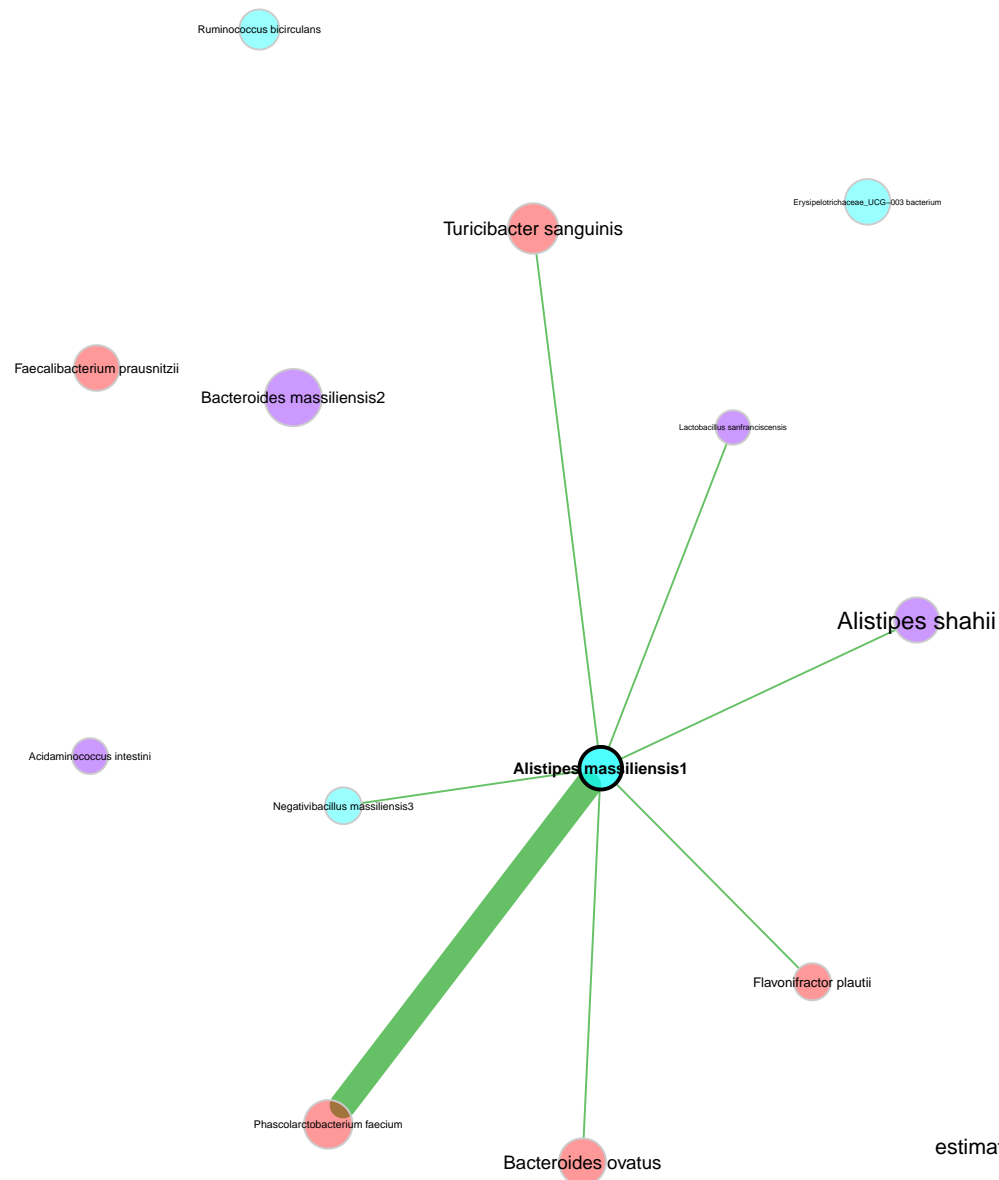 Ruminococcus bicirculans
Erysipelotrichaceae_UCG−003 bacterium
Turicibacter sanguinis
Faecalibacterium prausnitzii
Bacteroides massiliensis2
Lactobacillus sanfranciscensis
Alistipes shahii
Acidaminococcus intestini
Alistipes massiliensis1
Negativibacillus massiliensis3
Flavonifractor plautii
Phascolarctobacterium faecium
Bacteroides ovatus